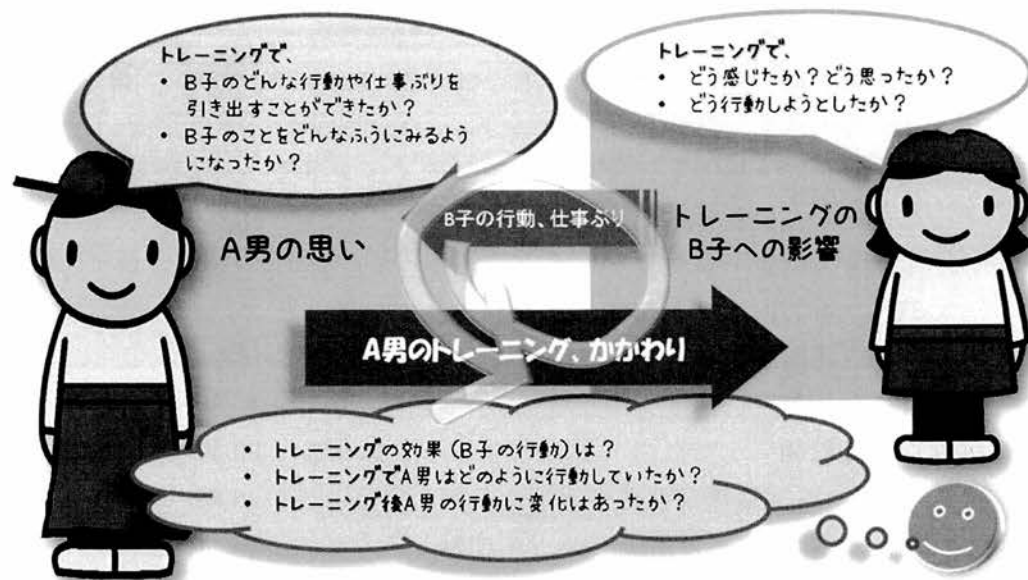 トレーニングで、
• B子のどんな行動や仕事ぶりを
引き出すことができたか？
• B子のことをどんなふうにみるよう
になったか？
トレーニングで、
• どう感じたか？どう思ったか？
• どう行動しようとしたか？
B子の行動、仕事ぶり
A男の思い
トレーニングの
B子への影響
A男のトレーニング、かかわり
• トレーニングの効果（B子の行動）は？
• トレーニングでA男はどのように行動していたか？
• トレーニング後A男の行動に変化はあったか？